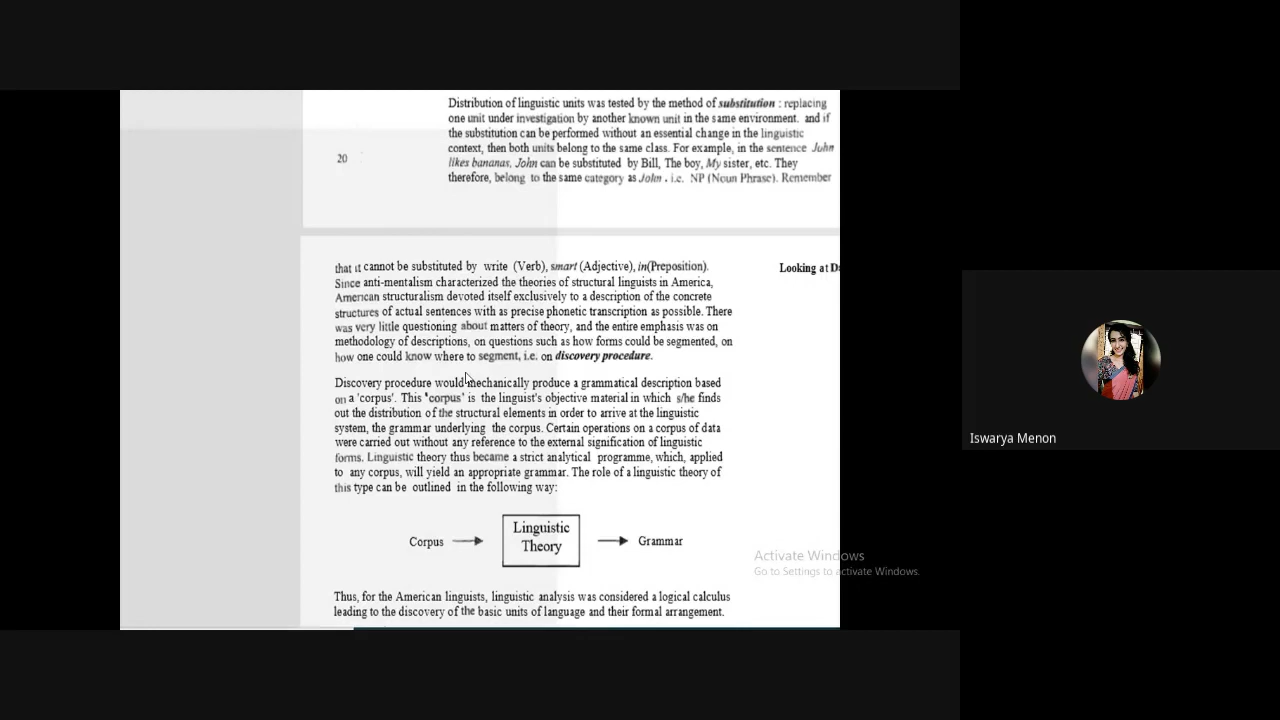 Distribution of linguistic units was tested by the method of substitution : replacing
one unit under investigation by another known unit in the same environment. and if
the substitution can be performed without an essential change in the linguistic
context, then both units belong to the same class. For example, in the sentence John
likes bananas, John can be substituted by Bill, The boy, My sister, etc. They
therefore, belong to the same category as John . i.e. NP (Noun Phrase). Remember
20
that it cannot be substituted by write (Verb), smart (Adjective), in(Preposition).
Since anti-mentalism characterized the theories of structural linguists in America,
American structuralism devoted itself exclusively to a description of the concrete
structures of actual sentences with as precise phonetic transcription as possible. There
was very little questioning about matters of theory, and the entire emphasis was on
methodology of descriptions, on questions such as how forms could be segmented, on
how one could know where to segment, i.e. on discovery procedure.
Looking at
Discovery procedure would mechanically produce a grammatical description based
on a 'corpus'. This 'corpus' is the linguist's objective material in which s/he finds
out the distribution of the structural elements in order to arrive at the linguistic
system, the grammar underlying the corpus. Certain operations on a corpus of data
were carried out without any reference to the external signification of linguistic
forms. Linguistic theory thus became a strict analytical programme, which, applied
to any corpus, will yield an appropriate grammar. The role of a linguistic theory of
this type can be outlined in the following way:
Corpus
Linguistic
Theory
Grammar
Thus, for the American linguists, linguistic analysis was considered a logical calculus
leading to the discovery of the basic units of language and their formal arrangement.
Activate Windows
Go to Settings to activate Windows.
Iswarya Menon